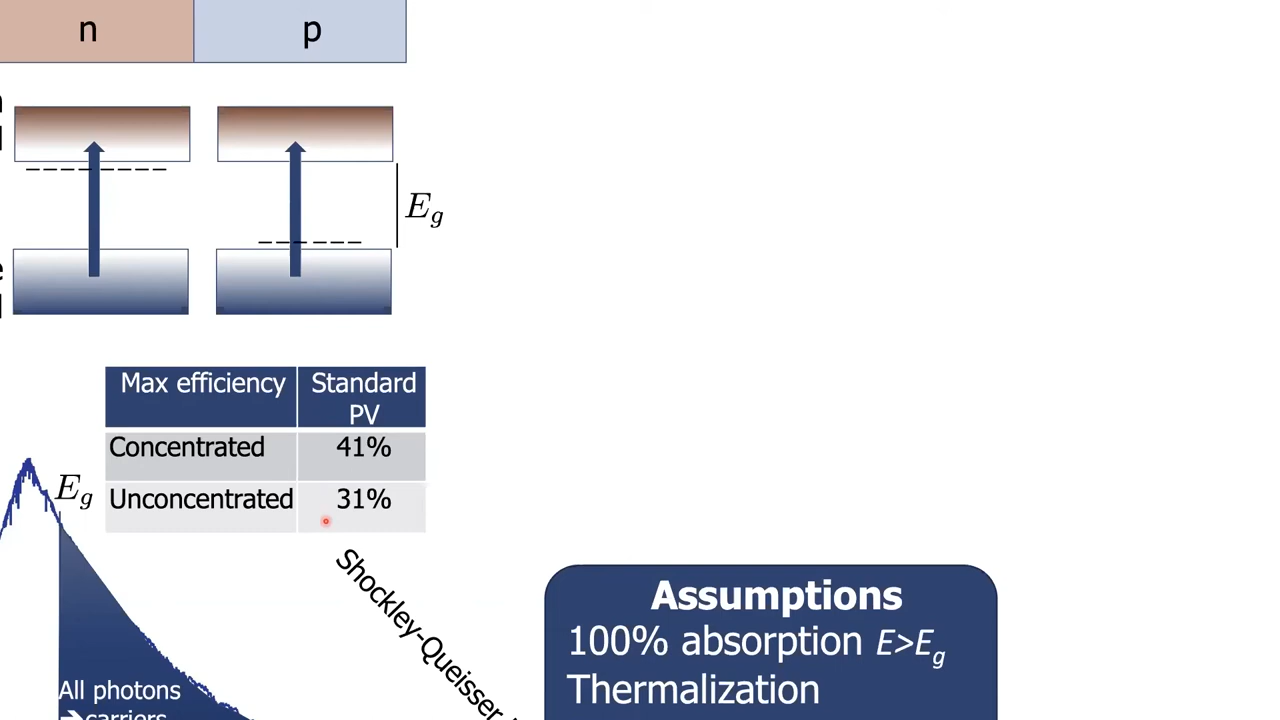 n
p
E_g
Max efficiency
Standard
PV
Concentrated
41%
E_g
Unconcentrated
31%
Shockley-Queisser
Assumptions
100% absorption E>E_g
Thermalization
All photons
➔carriers